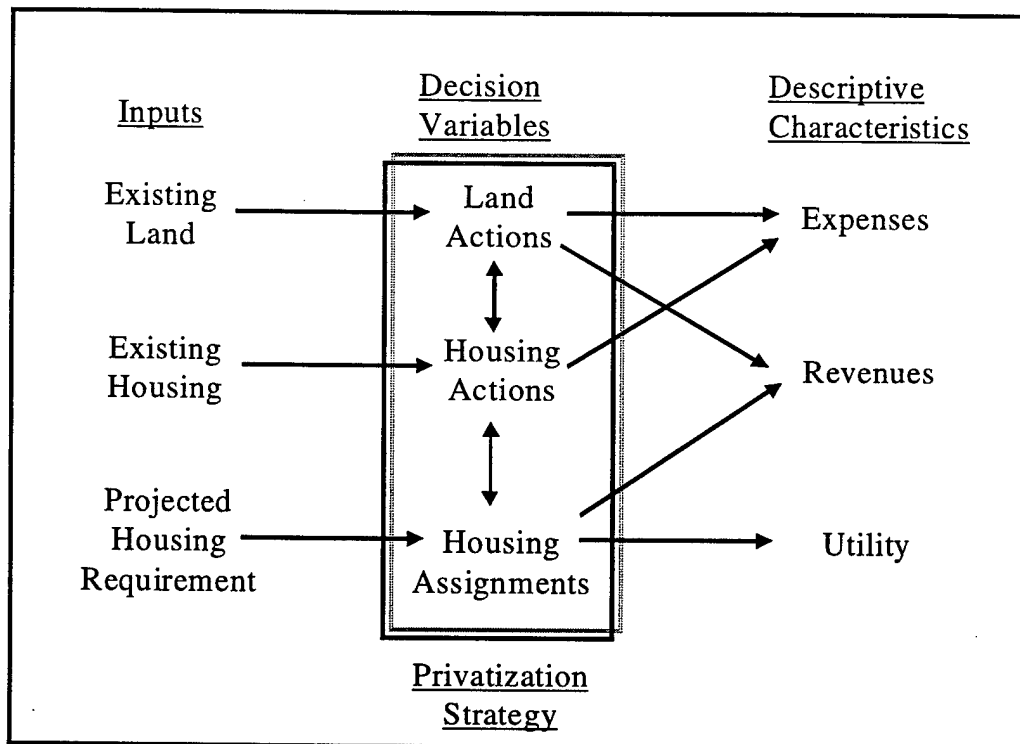 Inputs
Decision
Variables
Descriptive
Characteristics
Existing
Land
Land
Actions
Expenses
Existing
Housing
Housing
Actions
Revenues
Projected
Housing
Requirement
Housing
Assignments
Utility
Privatization
Strategy